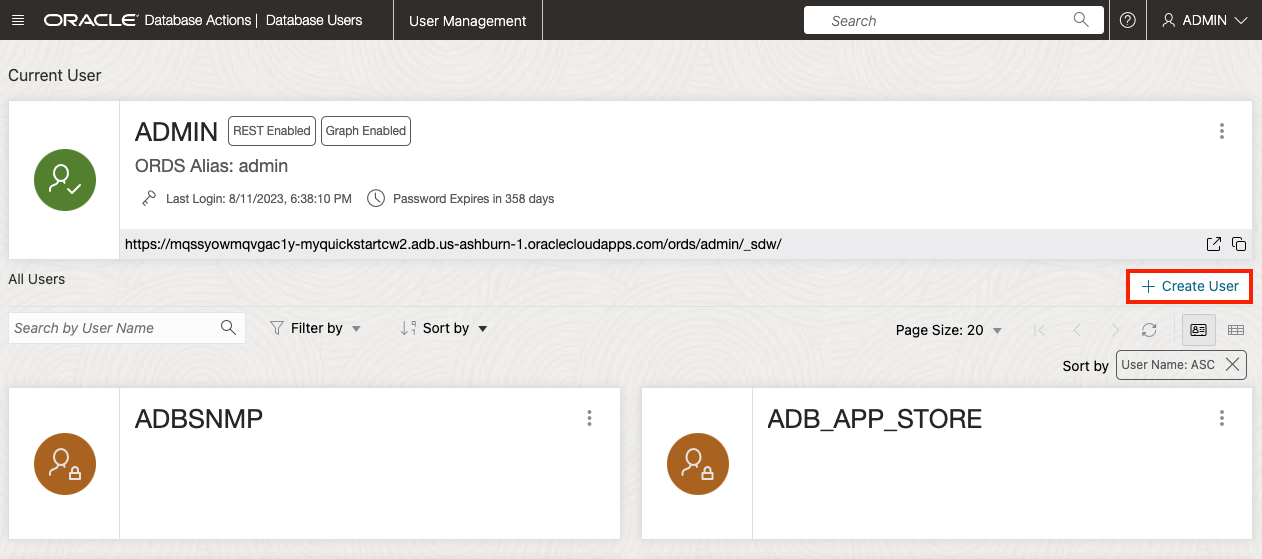 ORACLE Database Actions | Database Users User Management Search ADMIN
Current User
ADMIN REST Enabled Graph Enabled
ORDS Alias: admin
Last Login: 8/11/2023, 6:38:10 PM Password Expires in 358 days
https://mqssyowmqvgac1y-myquickstartcw2.adb.us-ashburn-1.oraclecloudapps.com/ords/admin/_sdw/
All Users
+ Create User
Search by User Name Filter by Sort by Page Size: 20
Sort by User Name: ASC
ADBSNMP ADB_APP_STORE